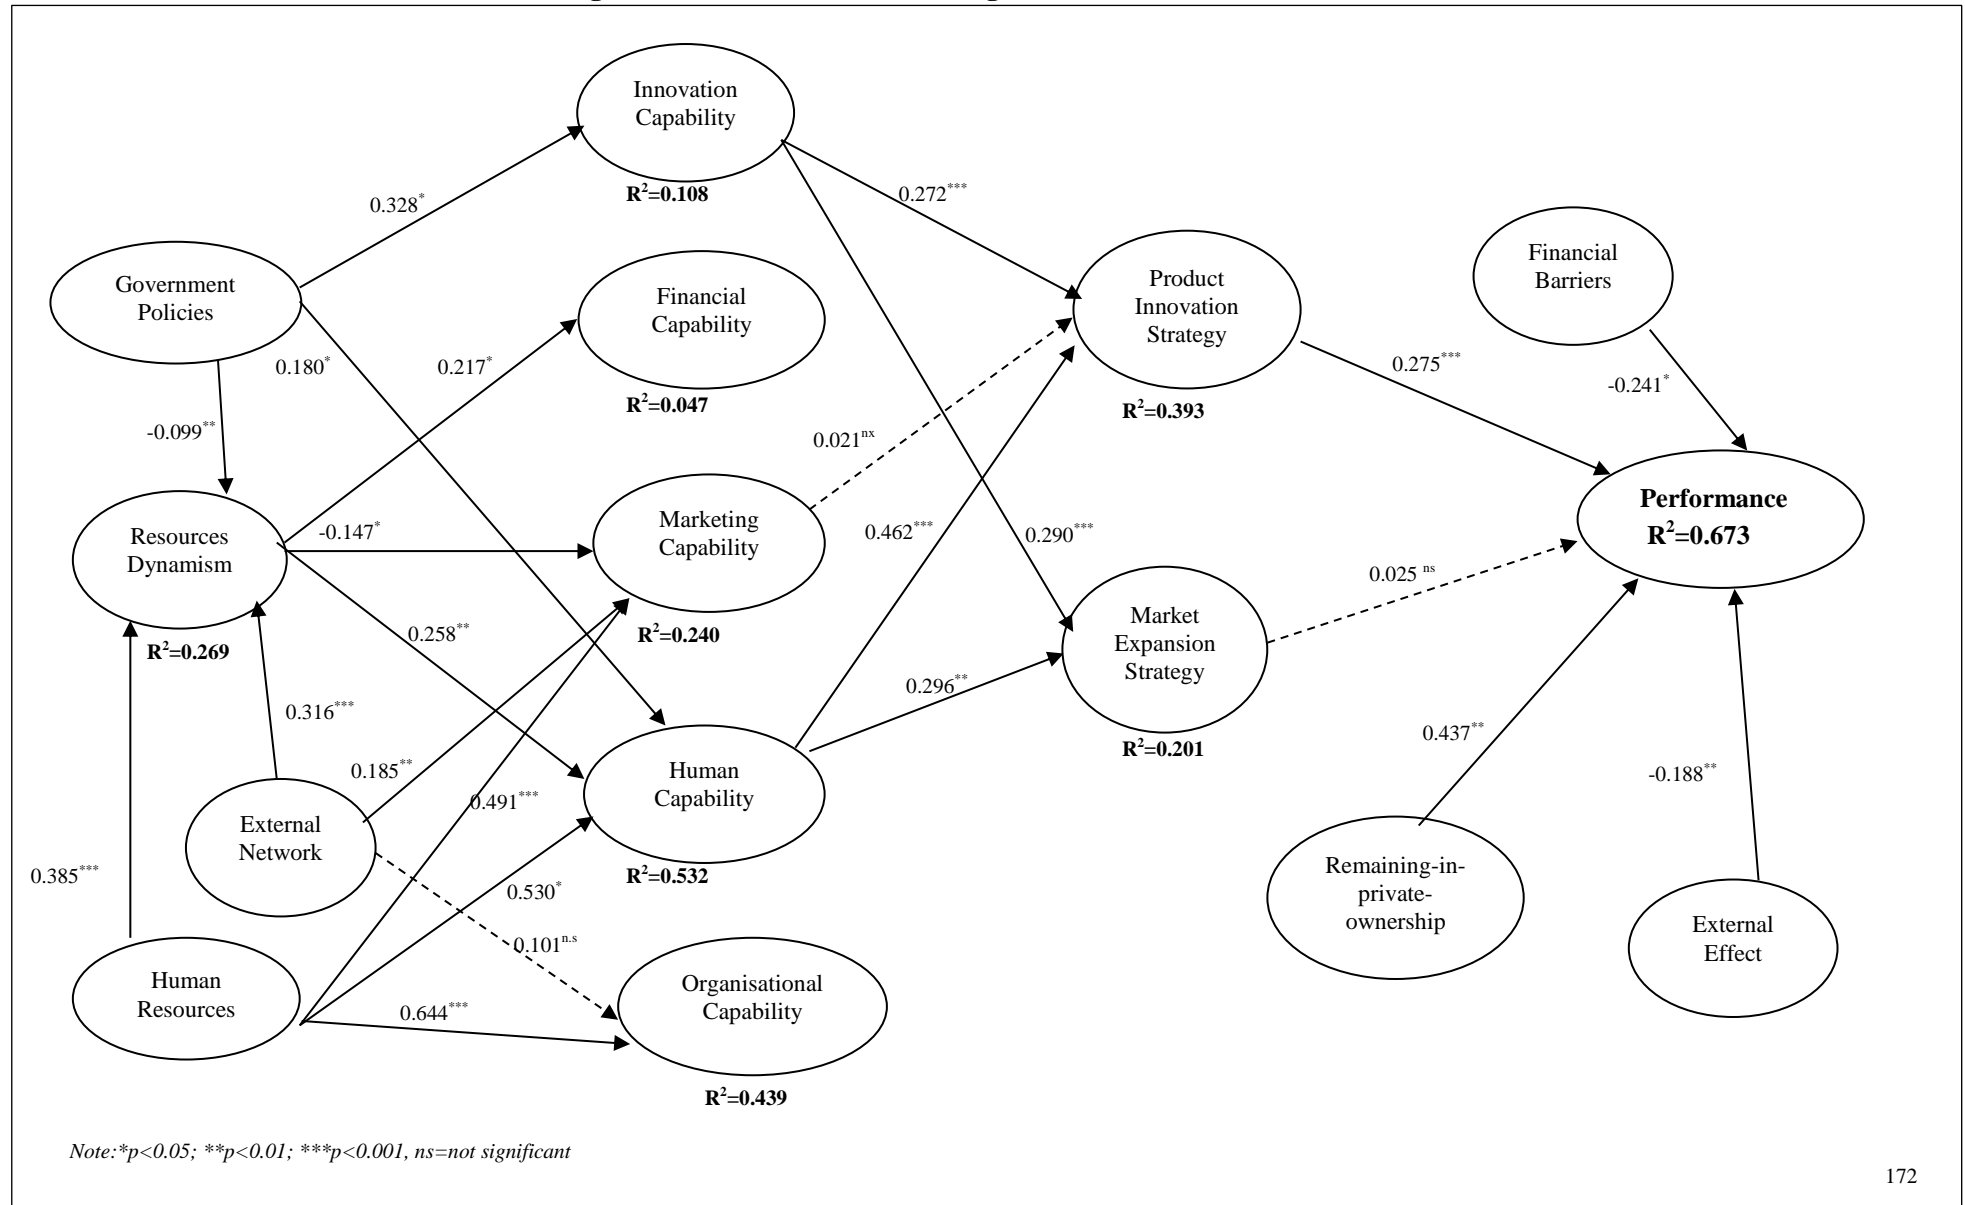 Innovation
Capability
R²=0.108
0.328*
0.272***
Government
Policies
Financial
Capability
R²=0.047
Product
Innovation
Strategy
R²=0.393
Financial
Barriers
0.180*
0.217*
0.275***
-0.241*
-0.099**
0.021ⁿˣ
Resources
Dynamism
R²=0.269
-0.147*
Marketing
Capability
R²=0.240
0.462***
0.290***
Performance
R²=0.673
0.025 ⁿˢ
0.258**
Market
Expansion
Strategy
R²=0.201
0.296**
0.316***
0.185**
0.491***
Human
Capability
R²=0.532
0.437**
-0.188**
External
Network
0.385***
0.530*
0.101ⁿ·ˢ
Remaining-in-
private-
ownership
External
Effect
Human
Resources
0.644***
Organisational
Capability
R²=0.439
Note:*p<0.05; **p<0.01; ***p<0.001, ns=not significant
172